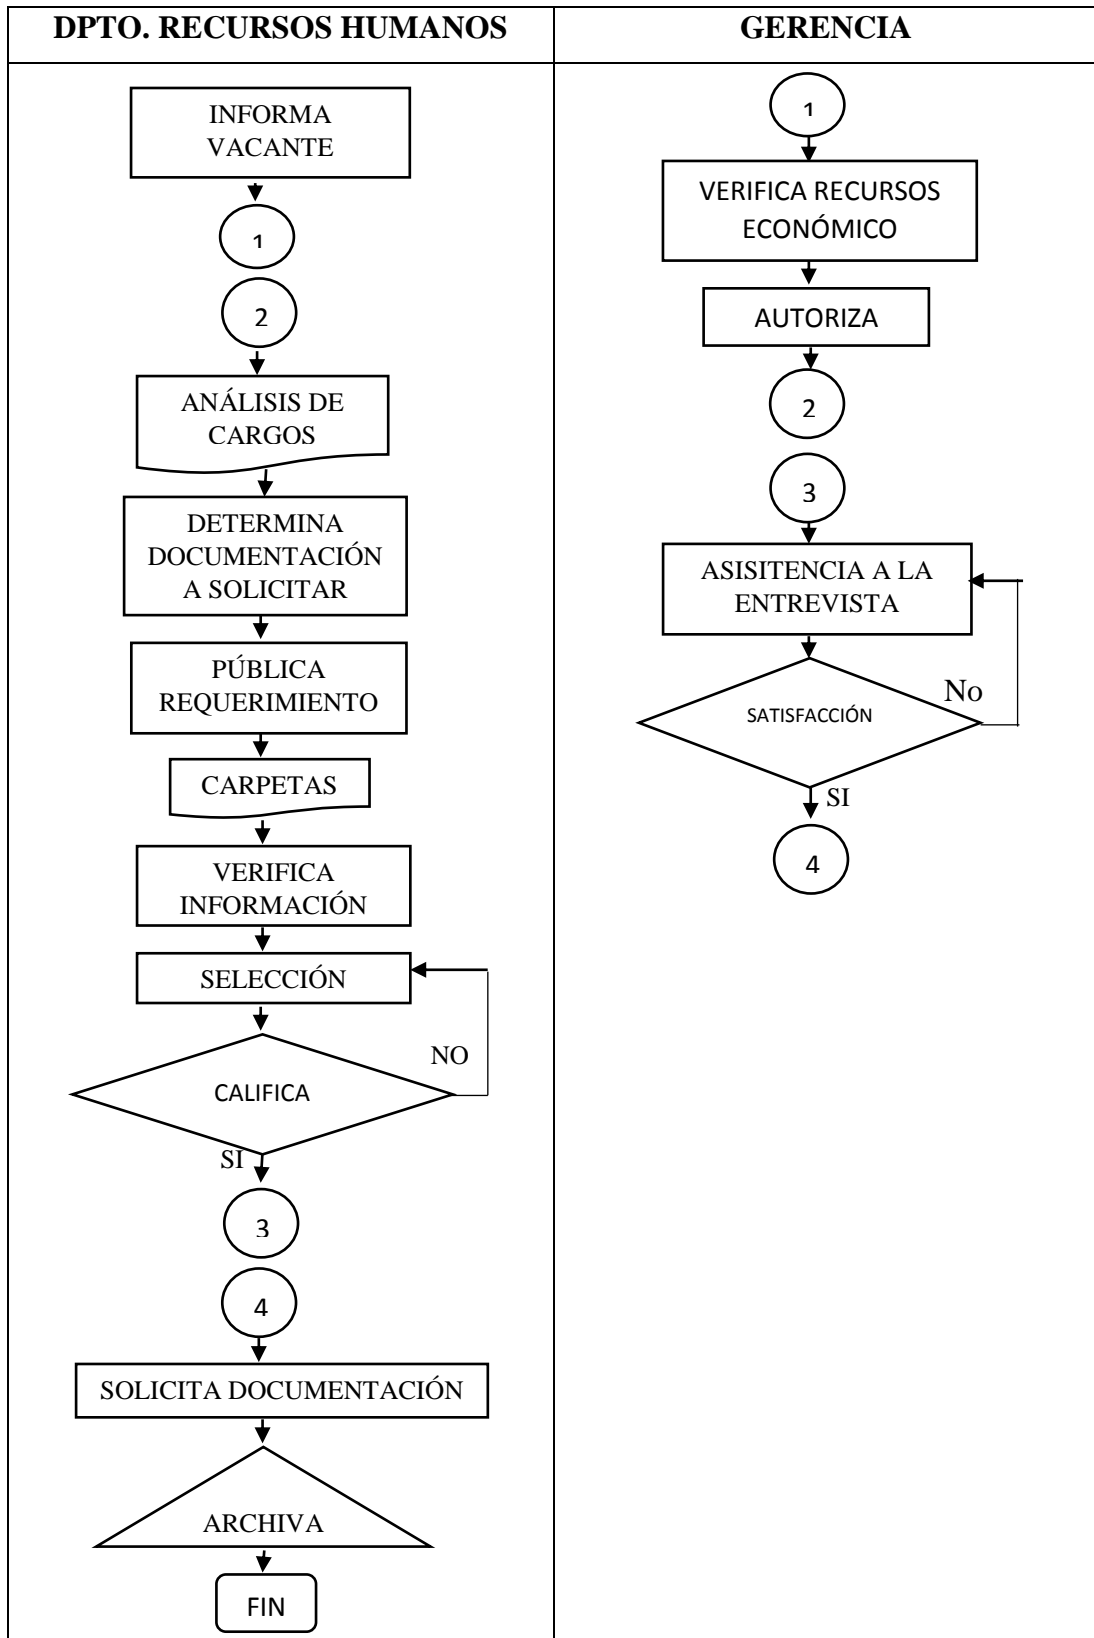 DPTO. RECURSOS HUMANOS
GERENCIA
INFORMA
VACANTE
1
2
ANÁLISIS DE
CARGOS
DETERMINA
DOCUMENTACIÓN
A SOLICITAR
PÚBLICA
REQUERIMIENTO
CARPETAS
VERIFICA
INFORMACIÓN
SELECCIÓN
NO
CALIFICA
SI
3
4
SOLICITA DOCUMENTACIÓN
ARCHIVA
FIN
1
VERIFICA RECURSOS
ECONÓMICO
AUTORIZA
2
3
ASISITENCIA A LA
ENTREVISTA
No
SATISFACCIÓN
SI
4